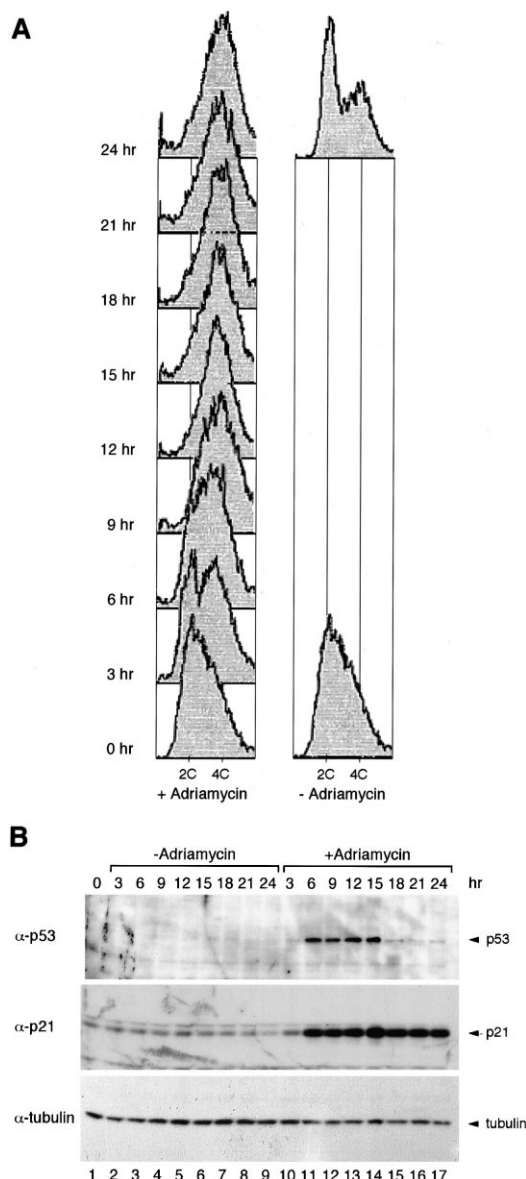 A
24 hr
21 hr
18 hr
15 hr
12 hr
9 hr
6 hr
3 hr
0 hr
2C 4C
+ Adriamycin
2C 4C
- Adriamycin
B
-Adriamycin +Adriamycin
0 3 6 9 12 15 18 21 24 3 6 9 12 15 18 21 24 hr
α-p53 p53
α-p21 p21
α-tubulin tubulin
1 2 3 4 5 6 7 8 9 10 11 12 13 14 15 16 17